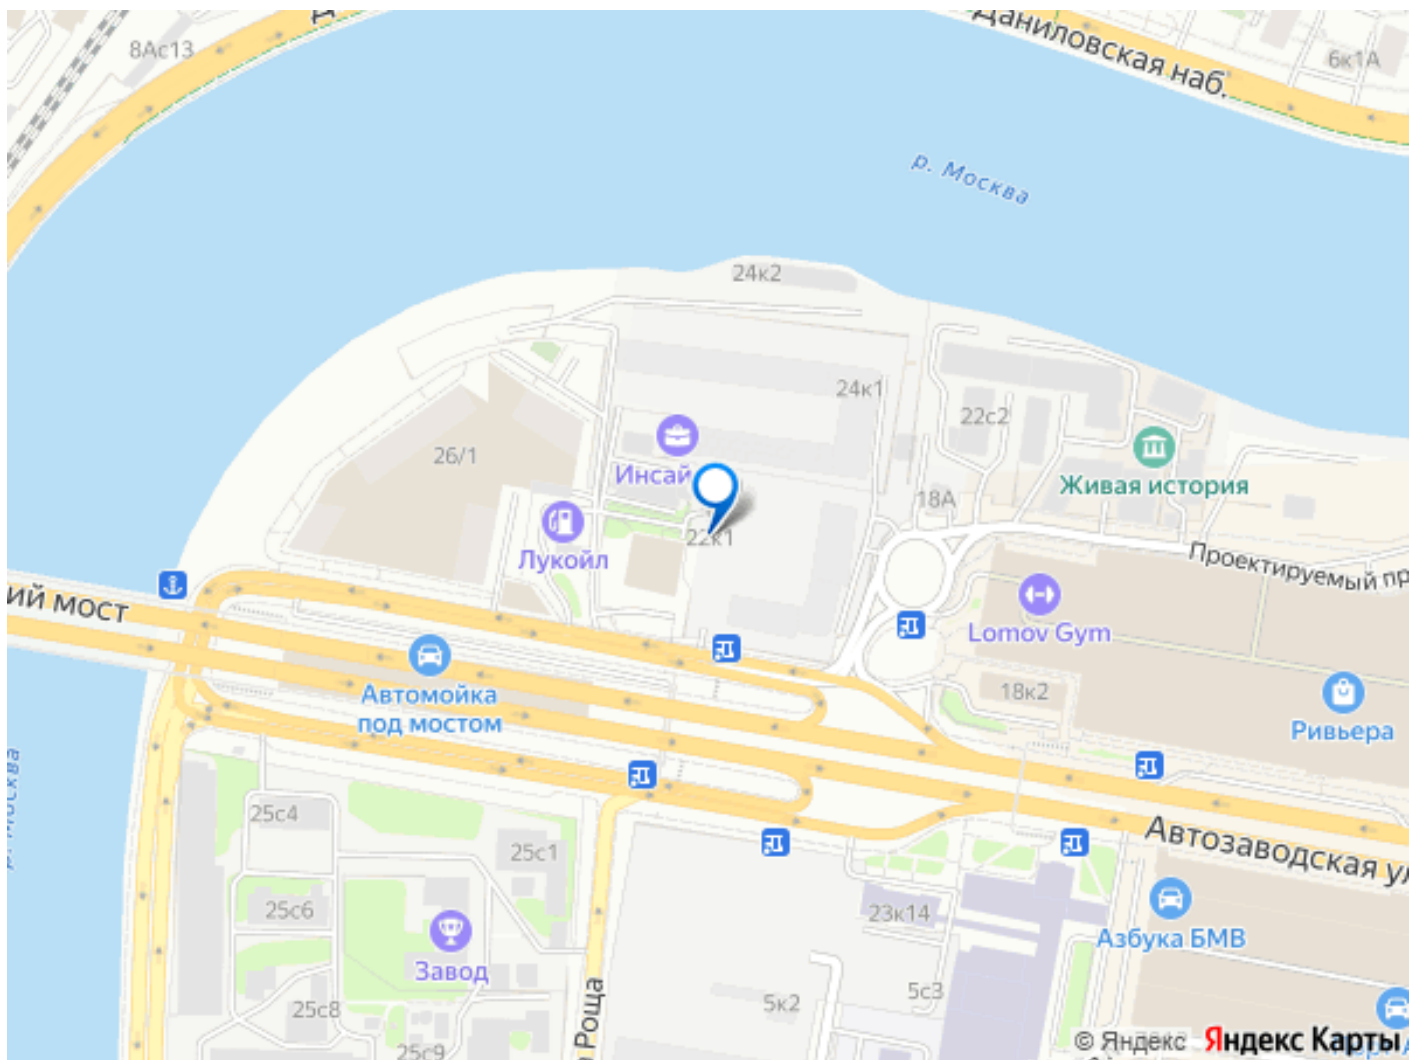 8Ас13
Даниловская наб.
6к1А
р. Москва
24к2
24к1
22с2
26/1
Инсай
18А
Живая история
22к1
Лукойл
Проектируемый пр
ий мост
Lomov Gym
18к2
Автомойка
под мостом
Ривьера
р. Москва
25с4
25с1
Автозаводская ул
25с6
23к14
Азбука БМВ
Завод
25с8
5к2
5с3
Роща
25с9
© Яндекс Яндекс Карты